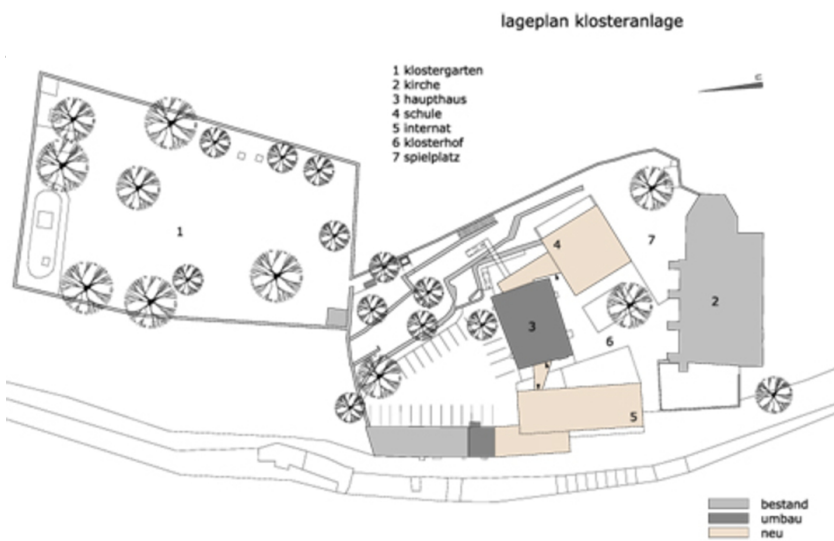 lageplan klosteranlage
1 klostergarten
2 kirche
3 haupthaus
4 schule
5 internat
6 klosterhof
7 spielplatz
1
4
7
2
3
6
5
bestand
umbau
neu